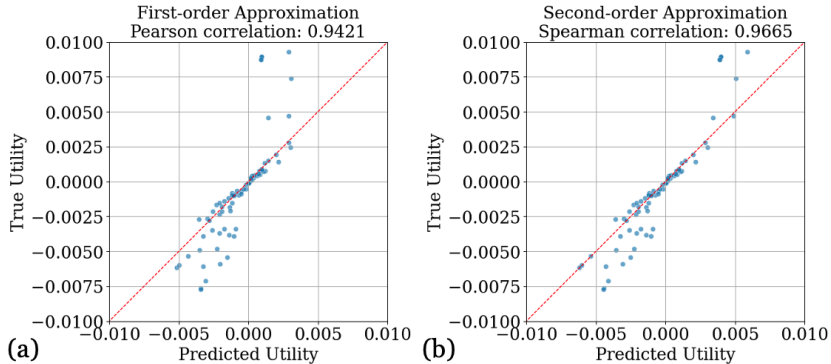 First-order Approximation
Pearson correlation: 0.9421
0.0100
0.0075
0.0050
0.0025
0.0000
−0.0025
−0.0050
−0.0075
−0.0100
True Utility
−0.010 −0.005 0.000 0.005 0.010
Predicted Utility
(a)
Second-order Approximation
Spearman correlation: 0.9665
0.0100
0.0075
0.0050
0.0025
0.0000
−0.0025
−0.0050
−0.0075
−0.0100
True Utility
−0.010 −0.005 0.000 0.005 0.010
Predicted Utility
(b)